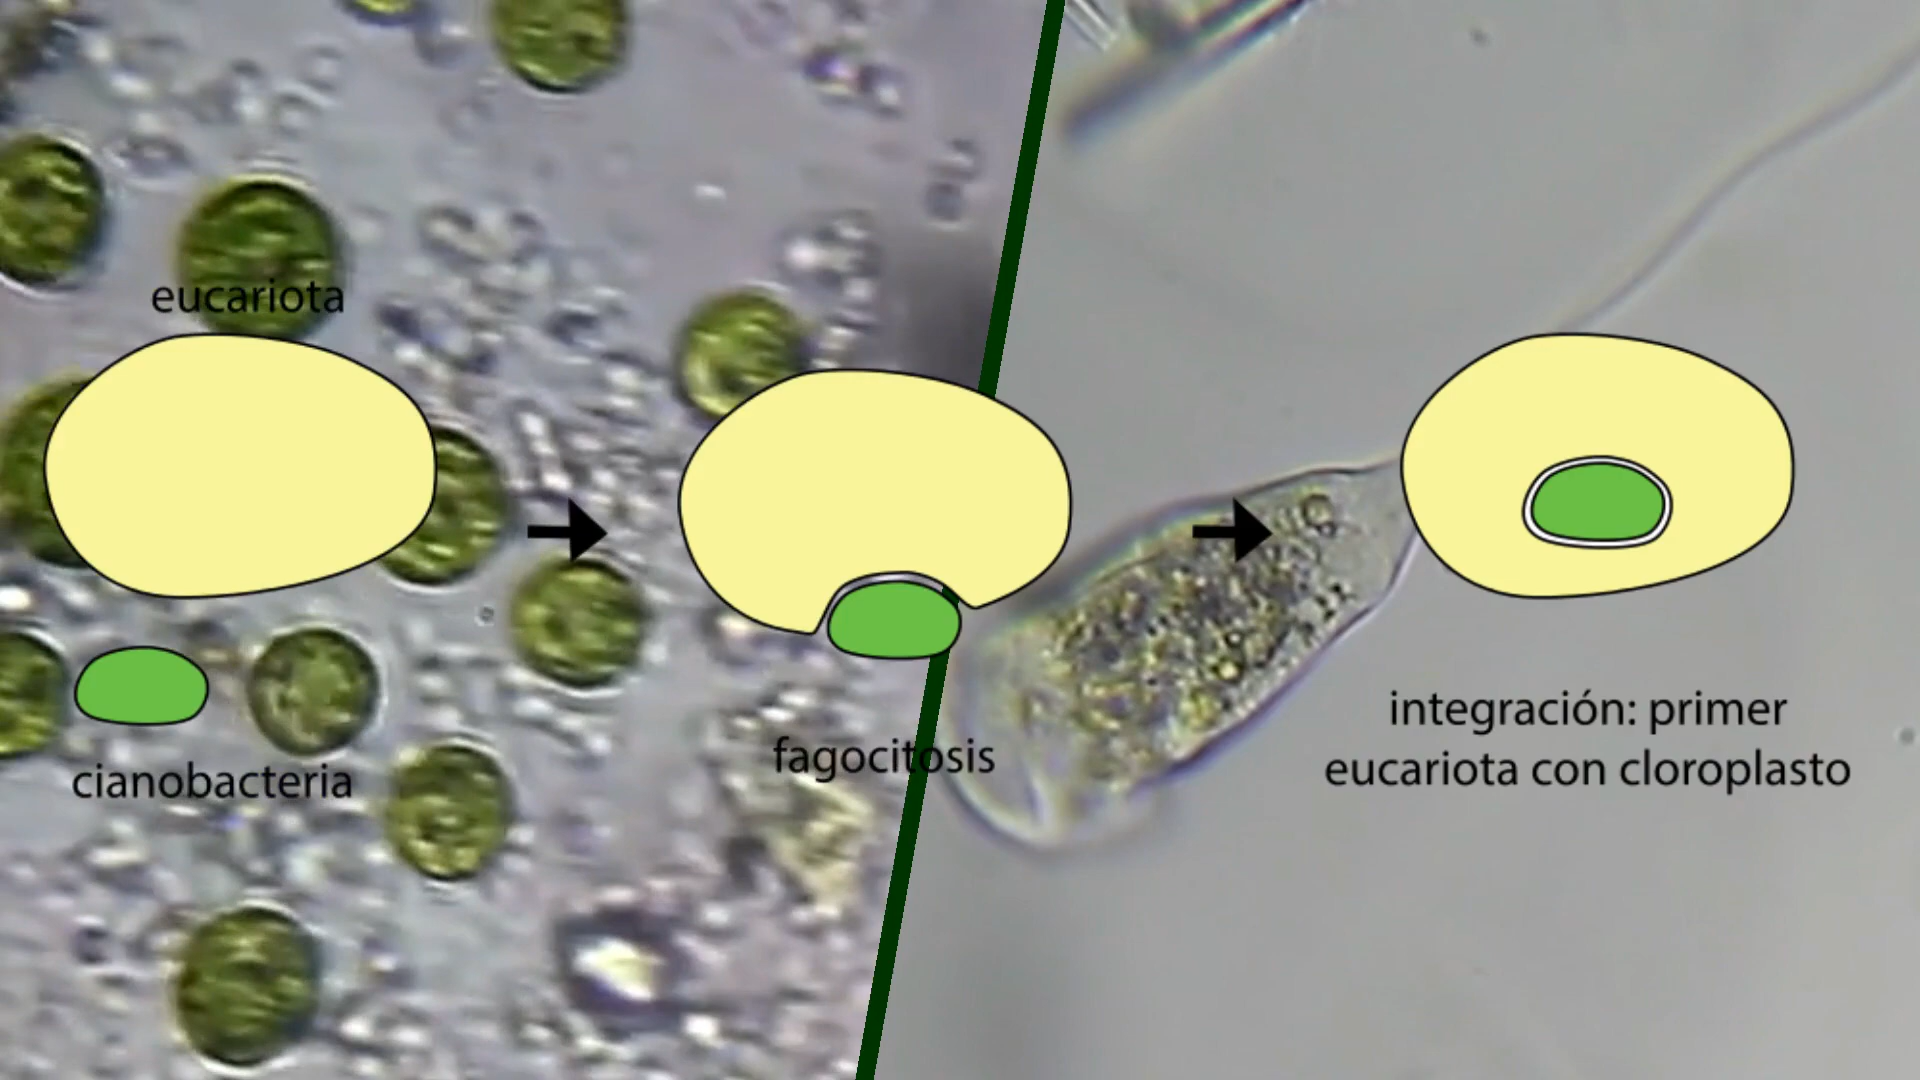 eucariota
cianobacteria
fagocitosis
integración: primer
eucariota con cloroplasto